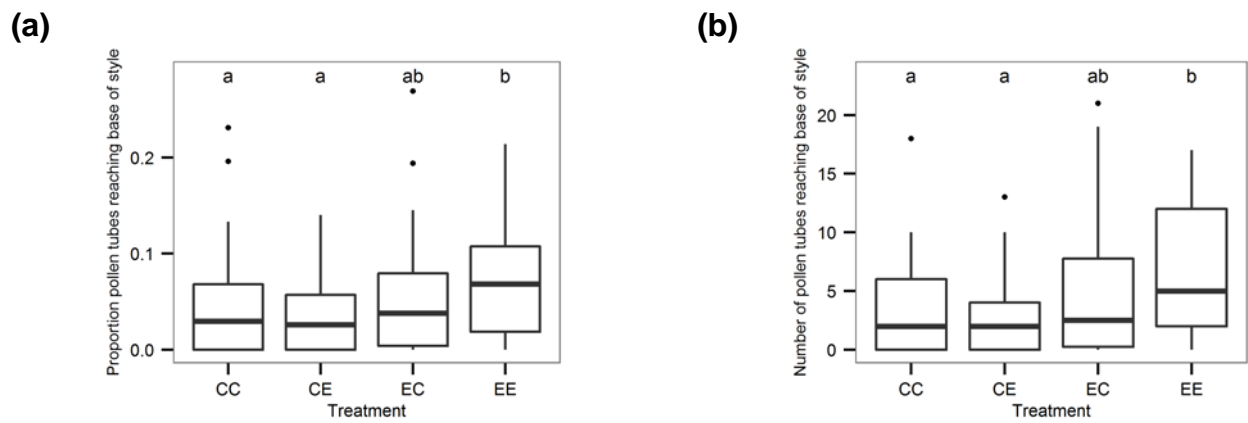 (a)
Proportion pollen tubes reaching base of style
a a ab b
0.2
0.1
0.0
CC CE EC EE
Treatment
(b)
Number of pollen tubes reaching base of style
a a ab b
20
15
10
5
0
CC CE EC EE
Treatment